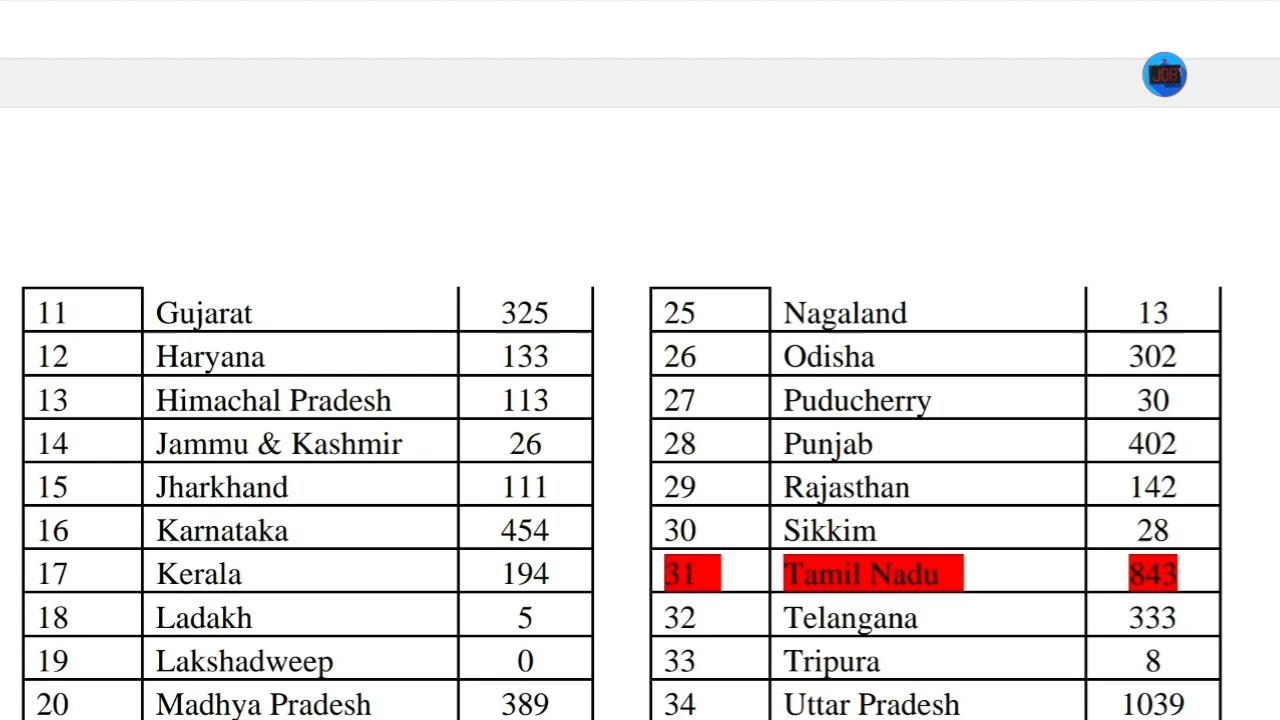 JOB
11 Gujarat 325
12 Haryana 133
13 Himachal Pradesh 113
14 Jammu & Kashmir 26
15 Jharkhand 111
16 Karnataka 454
17 Kerala 194
18 Ladakh 5
19 Lakshadweep 0
20 Madhya Pradesh 389
25 Nagaland 13
26 Odisha 302
27 Puducherry 30
28 Punjab 402
29 Rajasthan 142
30 Sikkim 28
31 Tamil Nadu 843
32 Telangana 333
33 Tripura 8
34 Uttar Pradesh 1039